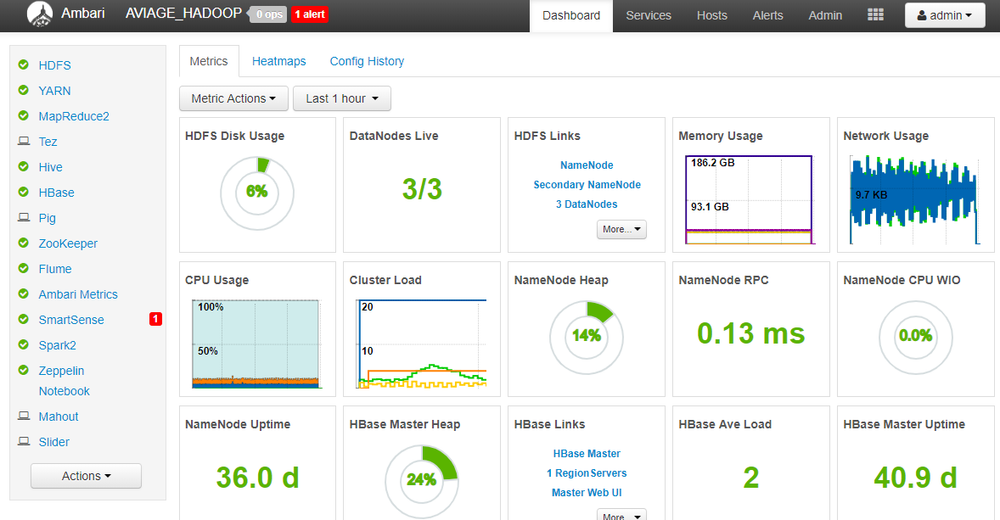 Ambari AVIAGE_HADOOP 0 ops 1 alert Dashboard Services Hosts Alerts Admin admin
HDFS
YARN
MapReduce2
Tez
Hive
HBase
Pig
ZooKeeper
Flume
Ambari Metrics
SmartSense 1
Spark2
Zeppelin
Notebook
Mahout
Slider
Actions
Metrics Heatmaps Config History
Metric Actions Last 1 hour
HDFS Disk Usage
6%
DataNodes Live
3/3
HDFS Links
NameNode
Secondary NameNode
3 DataNodes
More...
Memory Usage
186.2 GB
93.1 GB
Network Usage
9.7 KB
CPU Usage
100%
50%
Cluster Load
20
10
NameNode Heap
14%
NameNode RPC
0.13 ms
NameNode CPU WIO
0.0%
NameNode Uptime
36.0 d
HBase Master Heap
24%
HBase Links
HBase Master
1 RegionServers
Master Web UI
More...
HBase Ave Load
2
HBase Master Uptime
40.9 d